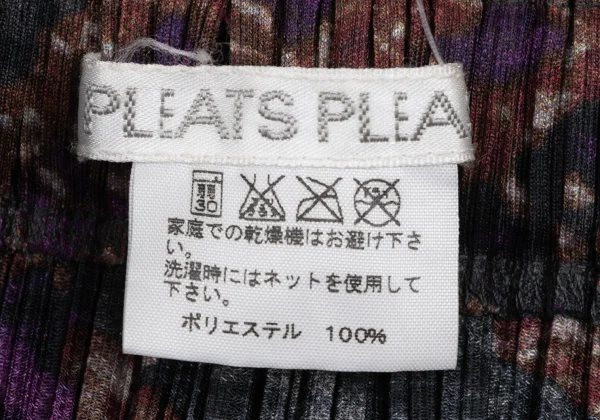 PLEATS PLEA
弱
30
家庭での乾燥機はお避け下さ
い。
洗濯時にはネットを使用して
下さい。
ポリエステル 100%